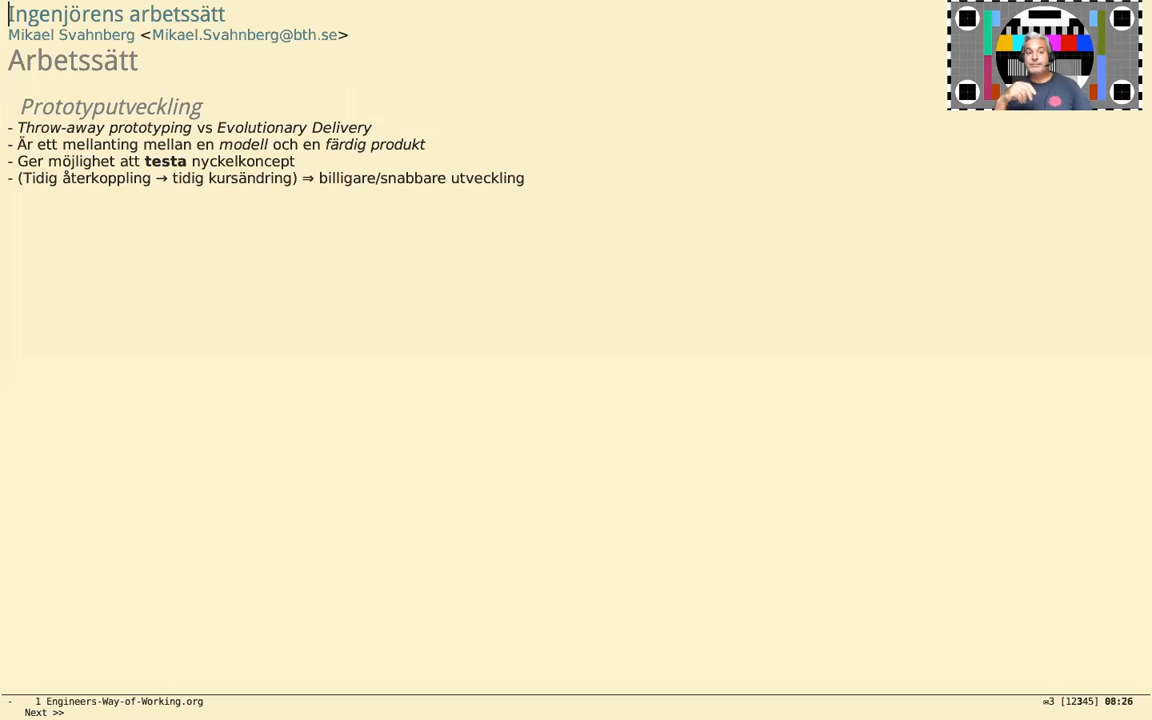 Ingenjörens arbetssätt
Mikael Svahnberg <Mikael.Svahnberg@bth.se>
Arbetssätt
Prototyputveckling
- Throw-away prototyping vs Evolutionary Delivery
- Är ett mellanting mellan en modell och en färdig produkt
- Ger möjlighet att testa nyckelkoncept
- (Tidig återkoppling → tidig kursändring) ⇒ billigare/snabbare utveckling
- 1 Engineers-Way-of-Working.org ✉3 [12345] 08:26
Next >>